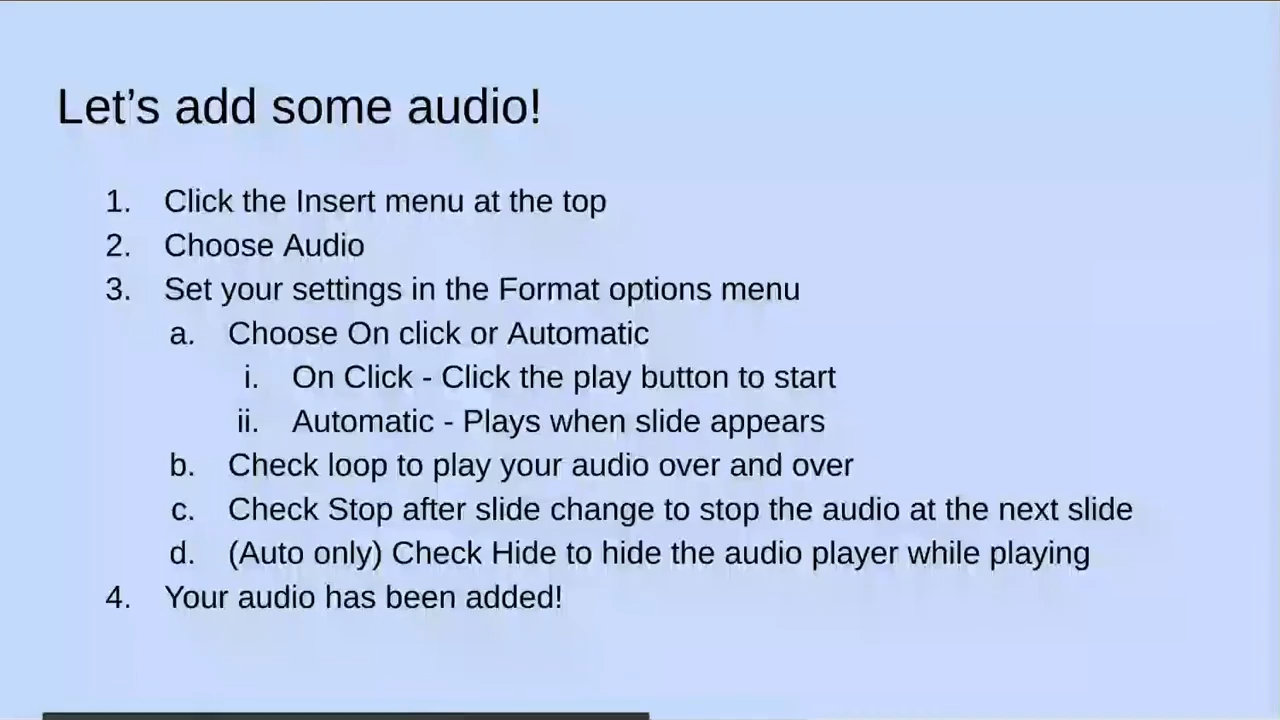 Let’s add some audio!
1. Click the Insert menu at the top
2. Choose Audio
3. Set your settings in the Format options menu
a. Choose On click or Automatic
i. On Click - Click the play button to start
ii. Automatic - Plays when slide appears
b. Check loop to play your audio over and over
c. Check Stop after slide change to stop the audio at the next slide
d. (Auto only) Check Hide to hide the audio player while playing
4. Your audio has been added!